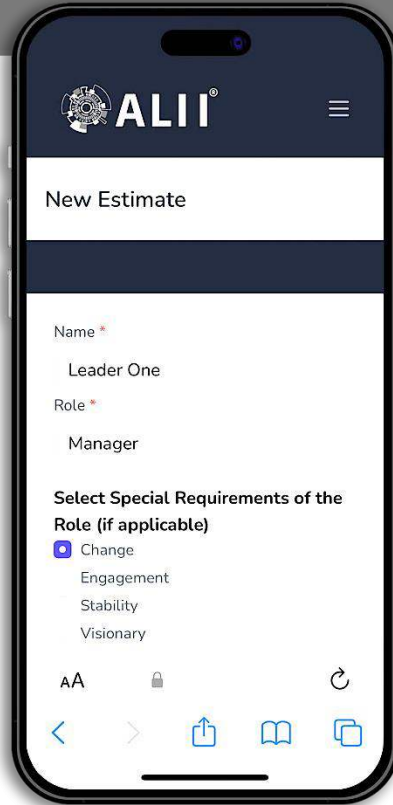 ALII®
New Estimate
Name *
Leader One
Role *
Manager
Select Special Requirements of the
Role (if applicable)
Change
Engagement
Stability
Visionary
AA